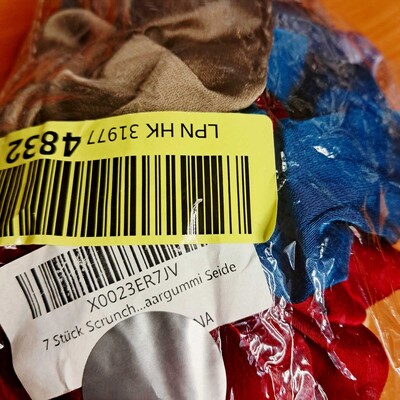 LPN HK 31977 4832
X0023ER7JV
7 Stück Scrunch...aargummi Seide